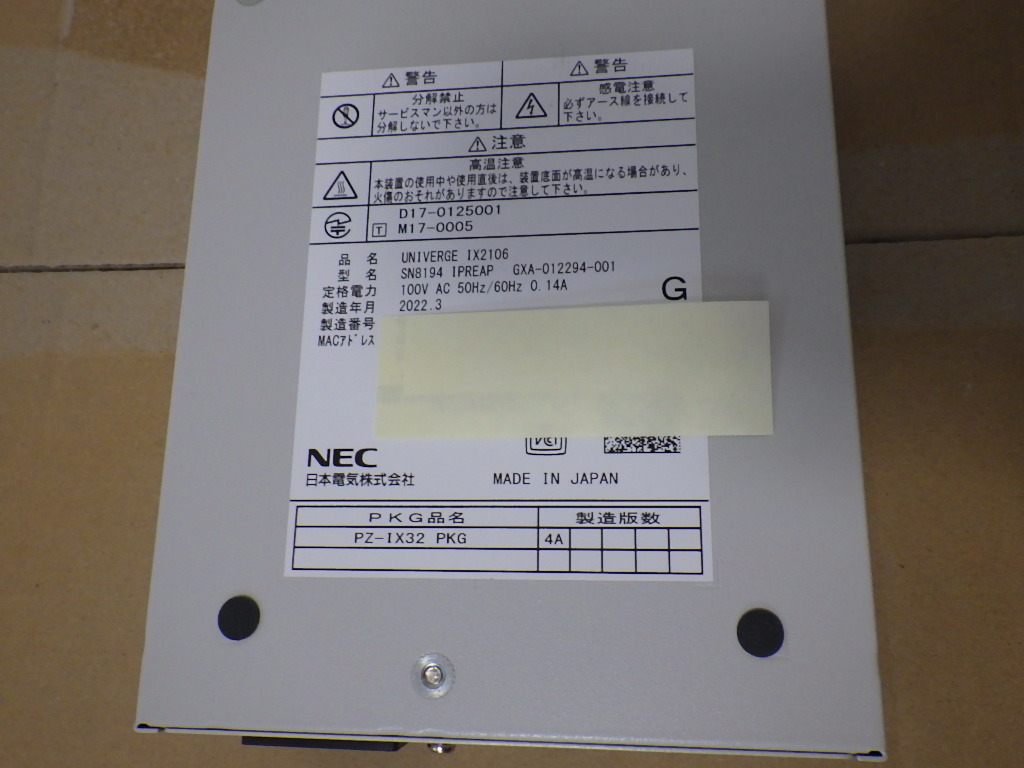 警告
分解禁止
サービスマン以外の方は
分解しないで下さい。
警告
感電注意
必ずアース線を接続して
下さい。
注意
高温注意
本装置の使用中や使用直後は、装置底面が高温になる場合があり、
火傷のおそれがありますので注意して下さい。
D17-0125001
T M17-0005
品名 UNIVERGE IX2106
型名 SN8194 IPREAP GXA-012294-001
定格電力 100V AC 50Hz/60Hz 0.14A
製造年月 2022.3
G
製造番号
MACｱﾄﾞﾚｽ
NEC
日本電気株式会社
MADE IN JAPAN
PKG品名 製造版数
PZ-IX32 PKG 4A